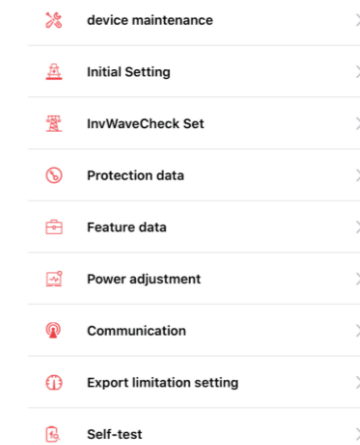 device maintenance
Initial Setting
InvWaveCheck Set
Protection data
Feature data
Power adjustment
Communication
Export limitation setting
Self-test